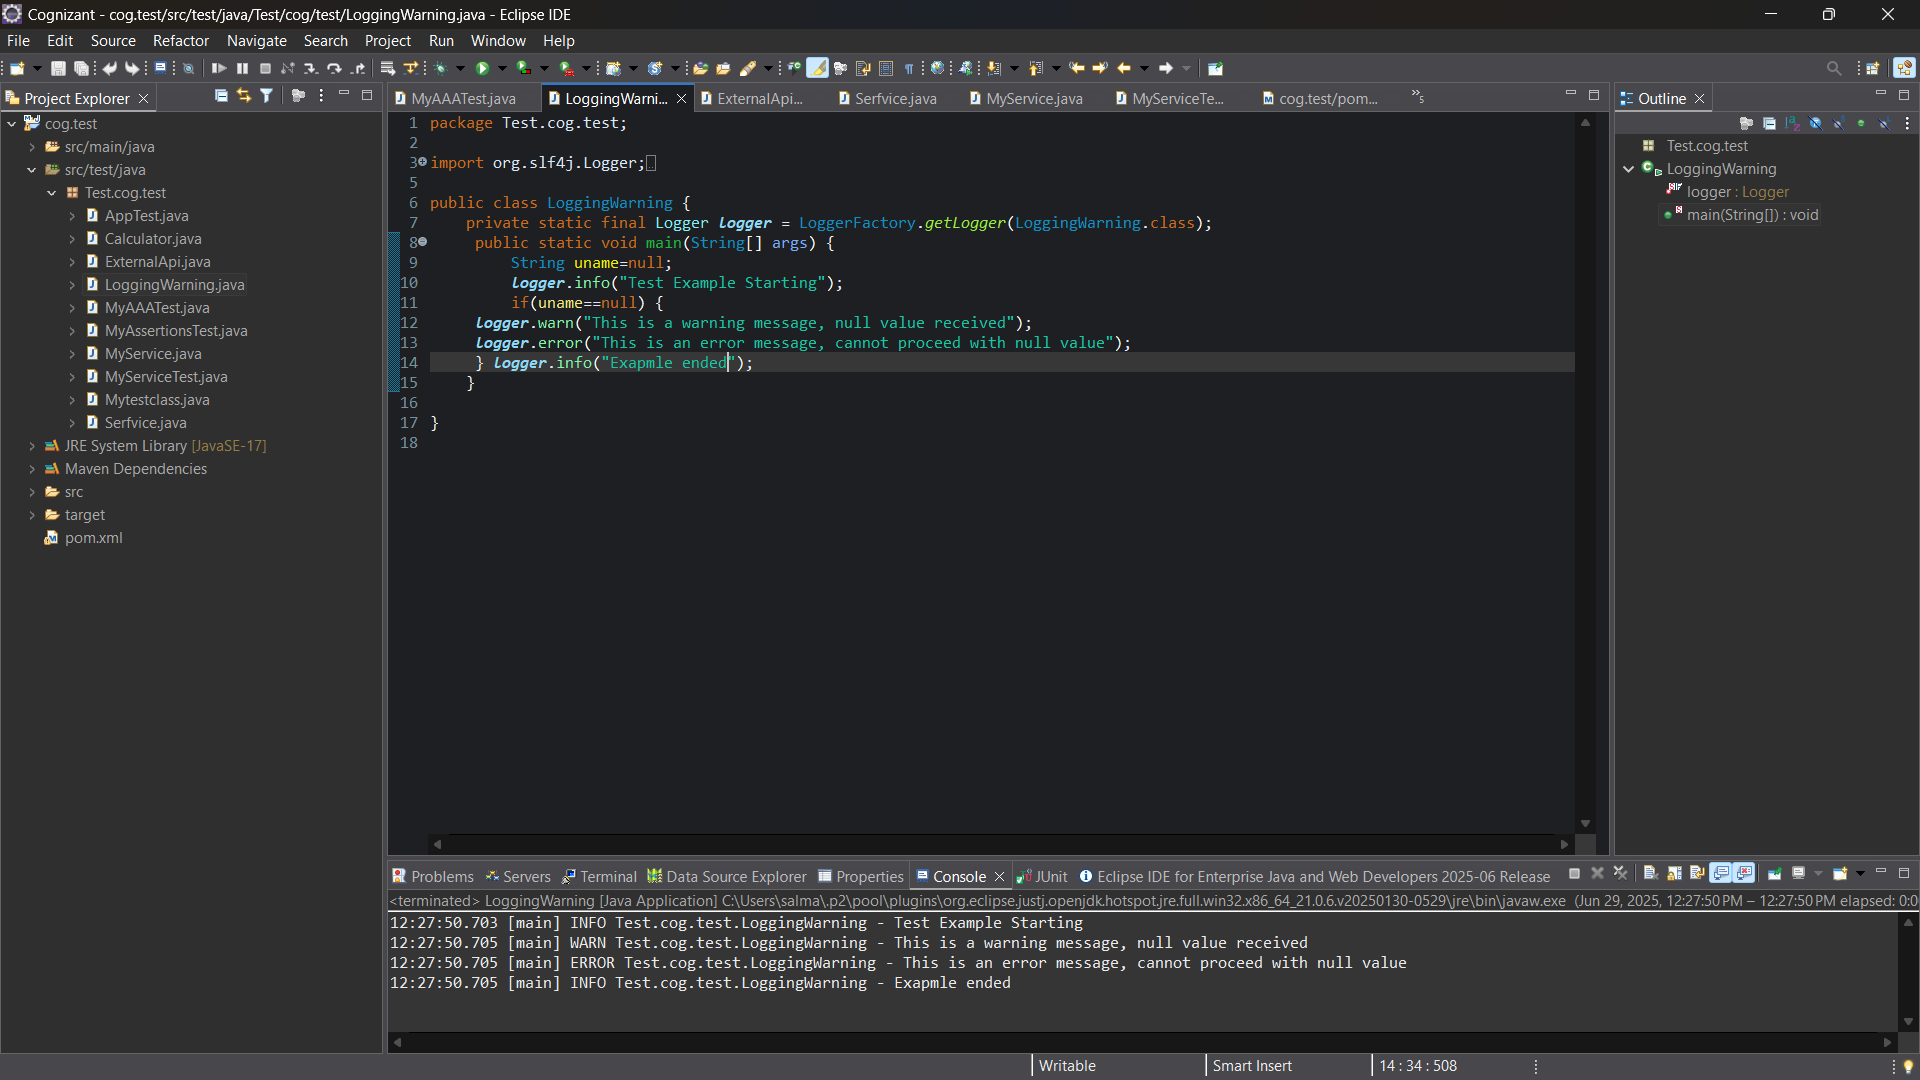 Cognizant - cog.test/src/test/java/Test/cog/test/LoggingWarning.java - Eclipse IDE
File Edit Source Refactor Navigate Search Project Run Window Help
Project Explorer
cog.test
src/main/java
src/test/java
Test.cog.test
AppTest.java
Calculator.java
ExternalApi.java
LoggingWarning.java
MyAAATest.java
MyAssertionsTest.java
MyService.java
MyServiceTest.java
Mytestclass.java
Serfvice.java
JRE System Library [JavaSE-17]
Maven Dependencies
src
target
pom.xml
MyAAATest.java LoggingWarni... ExternalApi... Serfvice.java MyService.java MyServiceTe... cog.test/pom... »5
1 package Test.cog.test;
2
3 import org.slf4j.Logger;
5
6 public class LoggingWarning {
7 private static final Logger logger = LoggerFactory.getLogger(LoggingWarning.class);
8 public static void main(String[] args) {
9 String uname=null;
10 logger.info("Test Example Starting");
11 if(uname==null) {
12 logger.warn("This is a warning message, null value received");
13 logger.error("This is an error message, cannot proceed with null value");
14 } logger.info("Exapmle ended");
15 }
16
17 }
18
Outline
Test.cog.test
LoggingWarning
logger : Logger
main(String[]) : void
Problems Servers Terminal Data Source Explorer Properties Console JUnit Eclipse IDE for Enterprise Java and Web Developers 2025-06 Release
<terminated> LoggingWarning [Java Application] C:\Users\salma\.p2\pool\plugins\org.eclipse.justj.openjdk.hotspot.jre.full.win32.x86_64_21.0.6.v20250130-0529\jre\bin\javaw.exe (Jun 29, 2025, 12:27:50 PM – 12:27:50 PM elapsed: 0:0
12:27:50.703 [main] INFO Test.cog.test.LoggingWarning - Test Example Starting
12:27:50.705 [main] WARN Test.cog.test.LoggingWarning - This is a warning message, null value received
12:27:50.705 [main] ERROR Test.cog.test.LoggingWarning - This is an error message, cannot proceed with null value
12:27:50.705 [main] INFO Test.cog.test.LoggingWarning - Exapmle ended
Writable Smart Insert 14 : 34 : 508